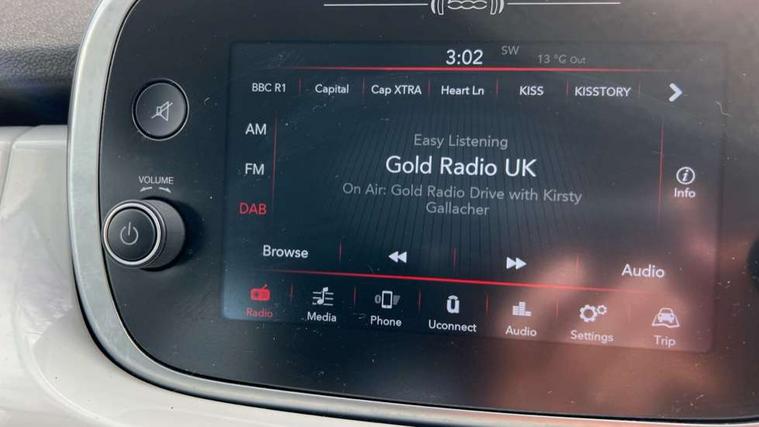 3:02 SW 13 °C Out
BBC R1 Capital Cap XTRA Heart Ln KISS KISSTORY
AM
FM
DAB
Easy Listening
Gold Radio UK
On Air: Gold Radio Drive with Kirsty
Gallacher
Info
VOLUME
Browse Audio
Radio Media Phone Uconnect Audio Settings Trip